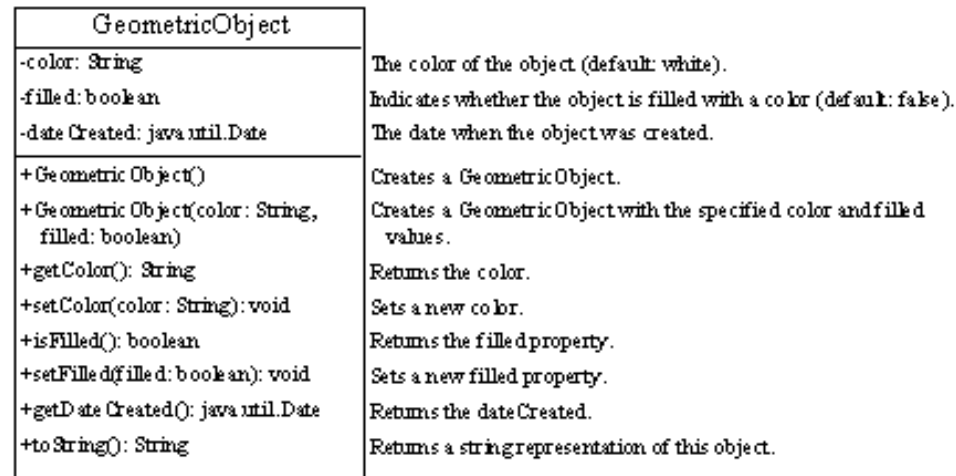 GeometricObject
-color: String
The color of the object (default: white).
-filled: boolean
Indicates whether the object is filled with a color (default: false).
-dateCreated: java.util.Date
The date when the object was created.
+GeometricObject()
Creates a GeometricObject.
+GeometricObject(color: String,
filled: boolean)
Creates a GeometricObject with the specified color and filled
values.
+getColor(): String
Returns the color.
+setColor(color: String): void
Sets a new color.
+isFilled(): boolean
Returns the filled property.
+setFilled(filled: boolean): void
Sets a new filled property.
+getDateCreated(): java.util.Date
Returns the dateCreated.
+toString(): String
Returns a string representation of this object.